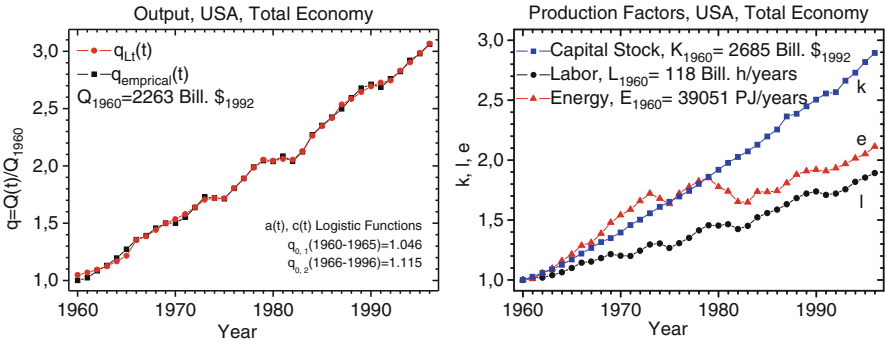 Output, USA, Total Economy
q=Q(t)/Q1960
3,0
2,5
2,0
1,5
1,0
qLt(t)
qemprical(t)
Q1960=2263 Bill. $1992
a(t), c(t) Logistic Functions
q0, 1(1960-1965)=1.046
q0, 2(1966-1996)=1.115
1960 1970 1980 1990
Year
Production Factors, USA, Total Economy
k, l, e
3,0
2,5
2,0
1,5
1,0
Capital Stock, K1960= 2685 Bill. $1992
Labor, L1960= 118 Bill. h/years
Energy, E1960= 39051 PJ/years
k
e
l
1960 1970 1980 1990
Year